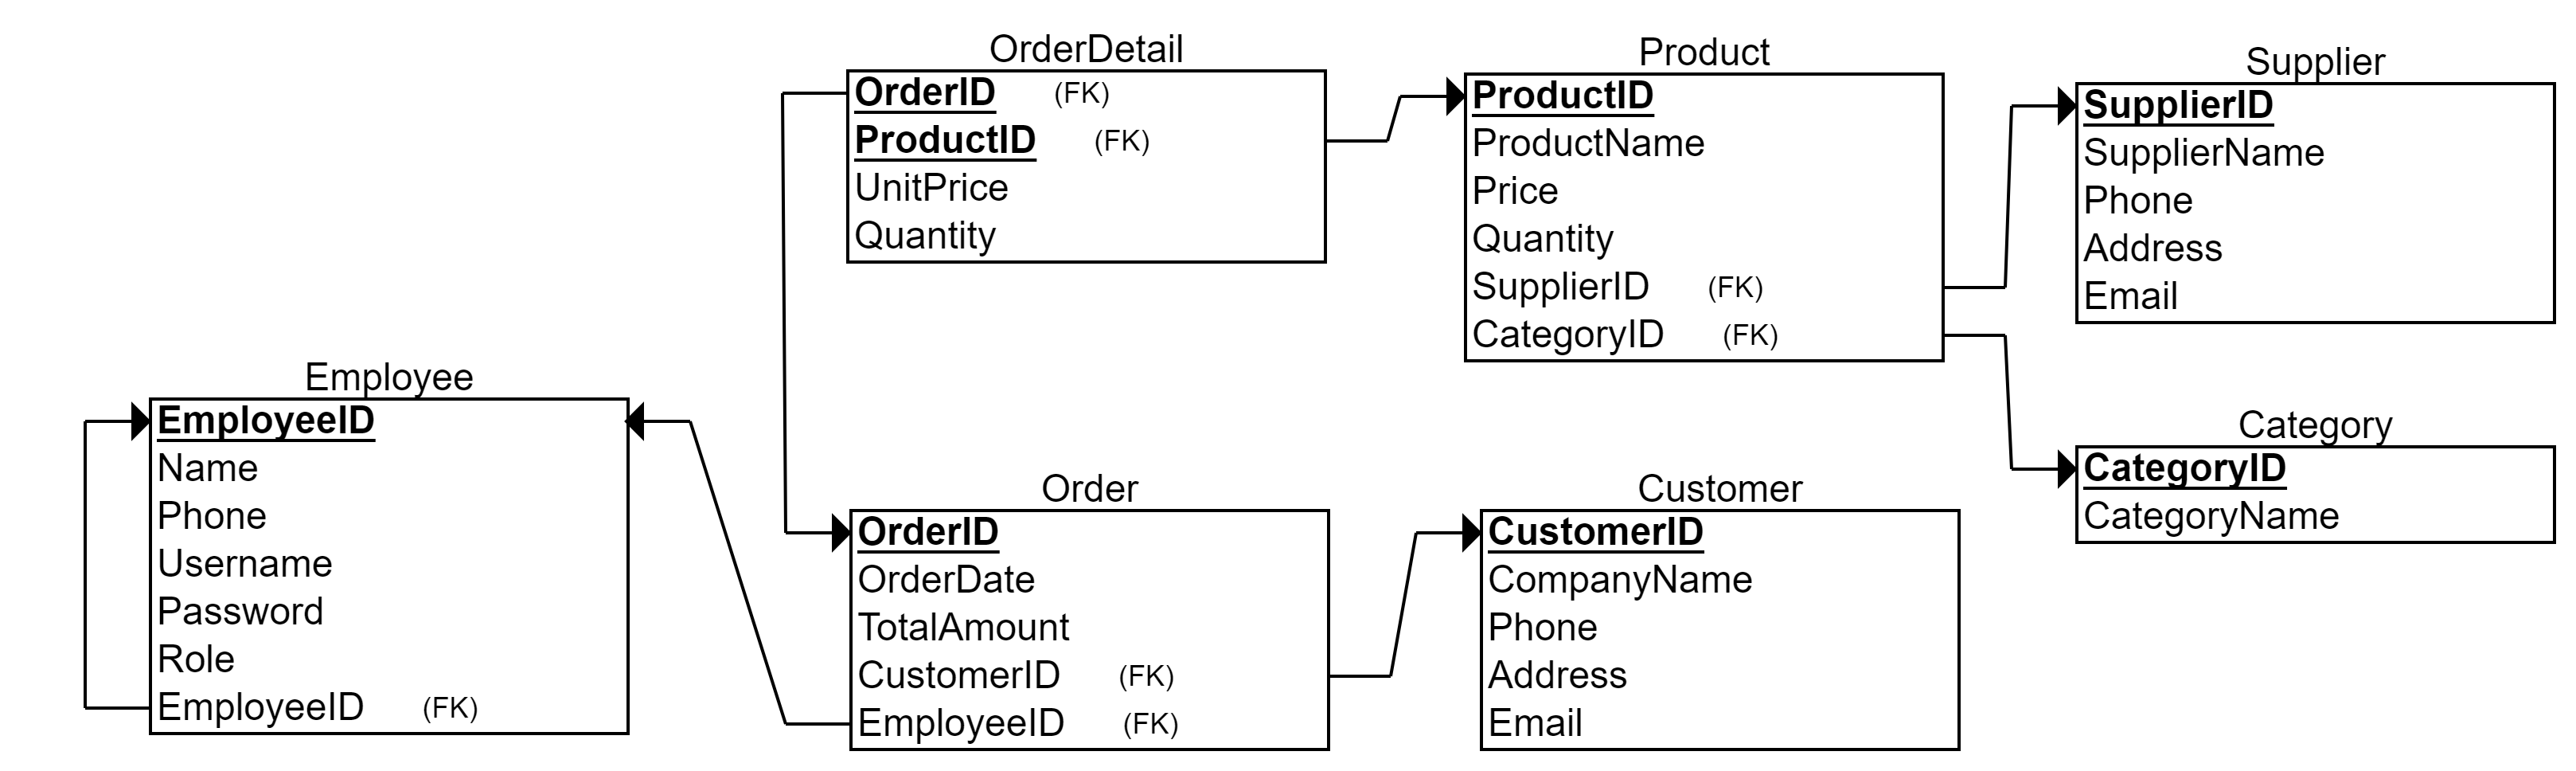 OrderDetail
OrderID (FK)
ProductID (FK)
UnitPrice
Quantity
Product
ProductID
ProductName
Price
Quantity
SupplierID (FK)
CategoryID (FK)
Supplier
SupplierID
SupplierName
Phone
Address
Email
Employee
EmployeeID
Name
Phone
Username
Password
Role
EmployeeID (FK)
Order
OrderID
OrderDate
TotalAmount
CustomerID (FK)
EmployeeID (FK)
Customer
CustomerID
CompanyName
Phone
Address
Email
Category
CategoryID
CategoryName